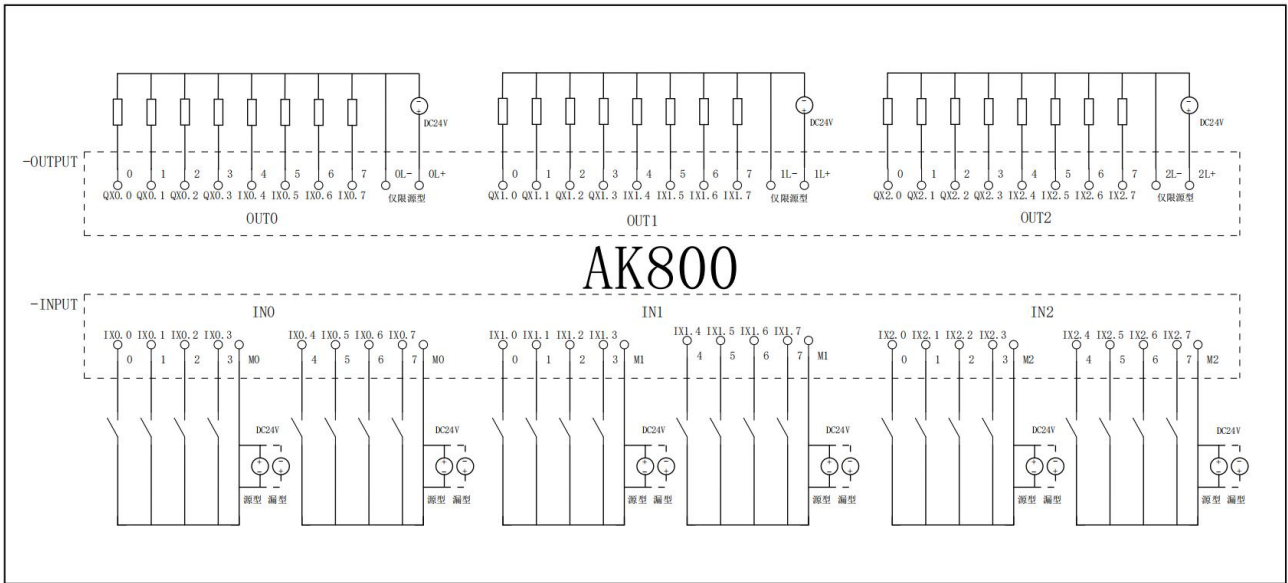 DC24V DC24V DC24V
-OUTPUT
0 1 2 3 4 5 6 7 0L- 0L+ 0 1 2 3 4 5 6 7 1L- 1L+ 0 1 2 3 4 5 6 7 2L- 2L+
QX0.0 QX0.1 QX0.2 QX0.3 IX0.4 IX0.5 IX0.6 IX0.7 仅限源型 QX1.0 QX1.1 QX1.2 QX1.3 IX1.4 IX1.5 IX1.6 IX1.7 仅限源型 QX2.0 QX2.1 QX2.2 QX2.3 IX2.4 IX2.5 IX2.6 IX2.7 仅限源型
OUT0 OUT1 OUT2
AK800
-INPUT
IN0 IN1 IN2
IX0.0 IX0.1 IX0.2 IX0.3 IX0.4 IX0.5 IX0.6 IX0.7 IX1.0 IX1.1 IX1.2 IX1.3 IX1.4 IX1.5 IX1.6 IX1.7 IX2.0 IX2.1 IX2.2 IX2.3 IX2.4 IX2.5 IX2.6 IX2.7
0 1 2 3 M0 4 5 6 7 M0 0 1 2 3 M1 4 5 6 7 M1 0 1 2 3 M2 4 5 6 7 M2
DC24V DC24V DC24V DC24V DC24V DC24V
源型 漏型 源型 漏型 源型 漏型 源型 漏型 源型 漏型 源型 漏型